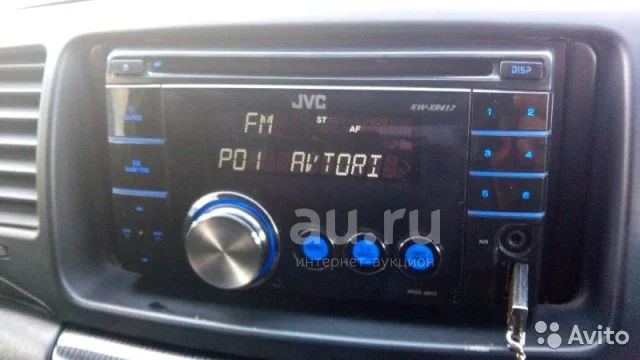 DISP
JVC
KW-XR417
FM
ST
AF
1 2
3 4
5 6
P01 AVTORI
AUX
au.ru
интернет-аукцион
Avito